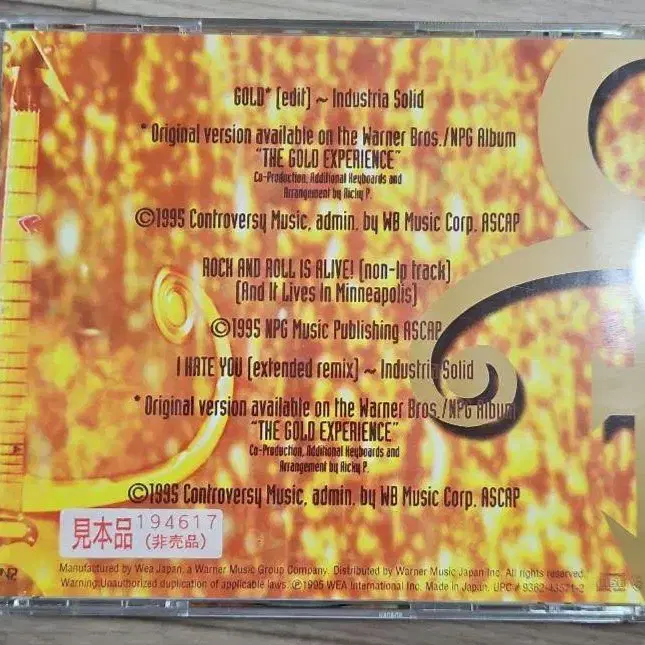 GOLD* (edit) ~ Industria Solid
* Original version available on the Warner Bros./NPG Album
"THE GOLD EXPERIENCE"
Co-Production, Additional Keyboards and
Arrangement by Ricky P.
©1995 Controversy Music, admin. by WB Music Corp. ASCAP
ROCK AND ROLL IS ALIVE! (non-lp track)
(And It Lives In Minneapolis)
©1995 NPG Music Publishing ASCAP
I HATE YOU (extended remix) ~ Industria Solid
* Original version available on the Warner Bros./NPG Album
"THE GOLD EXPERIENCE"
Co-Production, Additional Keyboards and
Arrangement by Ricky P.
©1995 Controversy Music, admin. by WB Music Corp. ASCAP
見本品 194617
(非売品)
Manufactured by Wea Japan, a Warner Music Group Company. Distributed by Warner Music Japan Inc. All rights reserved.
Warning:Unauthorized duplication of applicable laws. ℗1995 WEA International Inc. Made in Japan. UPC# 9362-43571-2